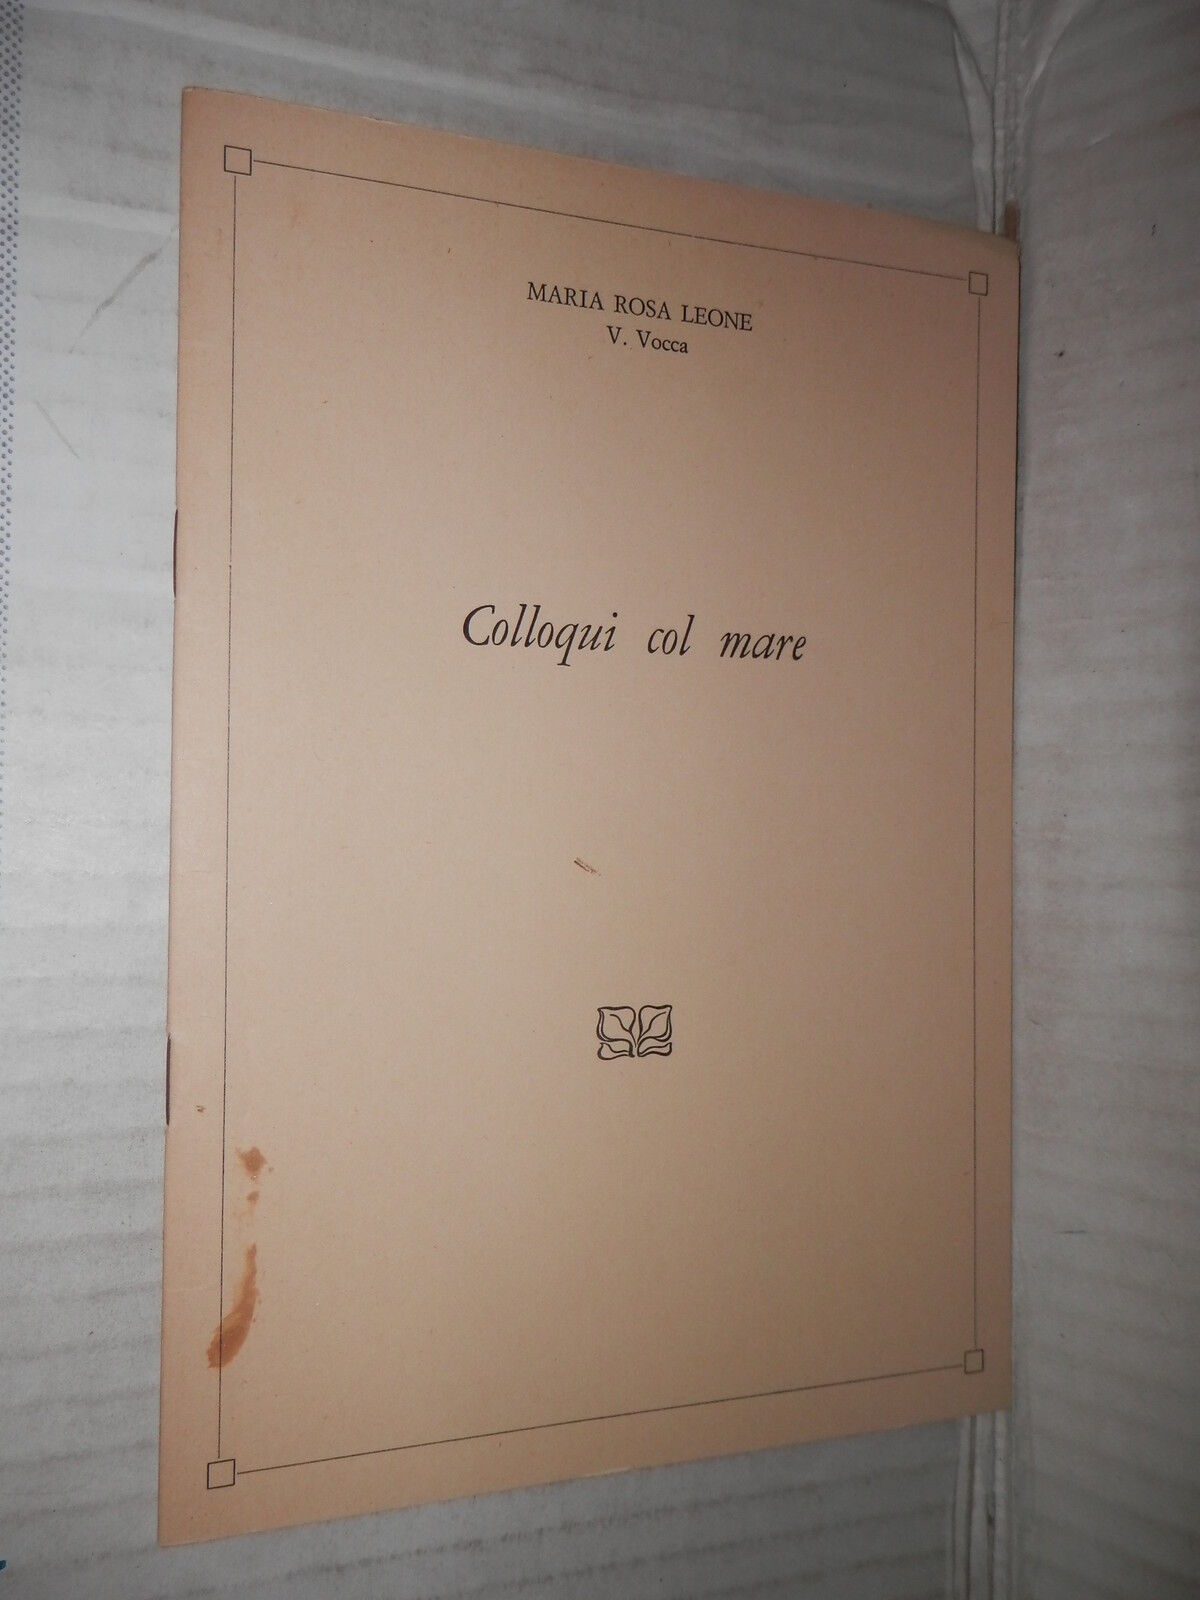 MARIA ROSA LEONE
V. Vocca
Colloqui col mare